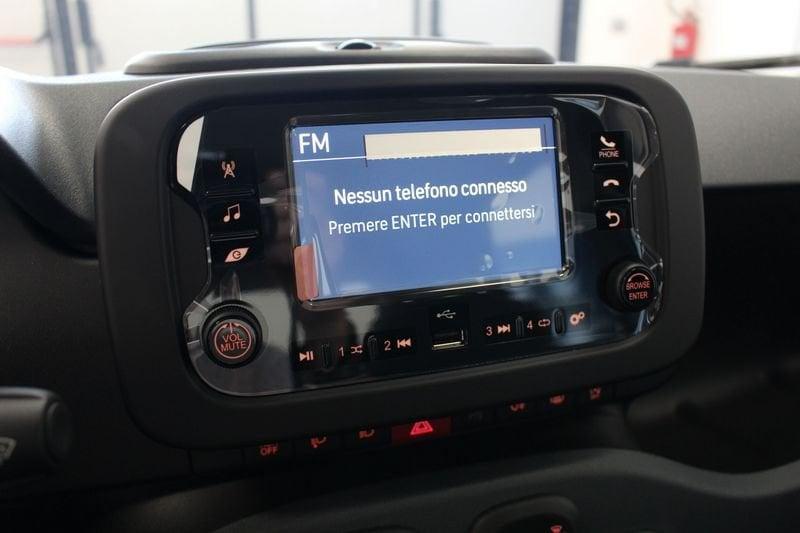 FM
Nessun telefono connesso
Premere ENTER per connettersi
PHONE
BROWSE
ENTER
VOL
MUTE
1
2
3
4
OFF